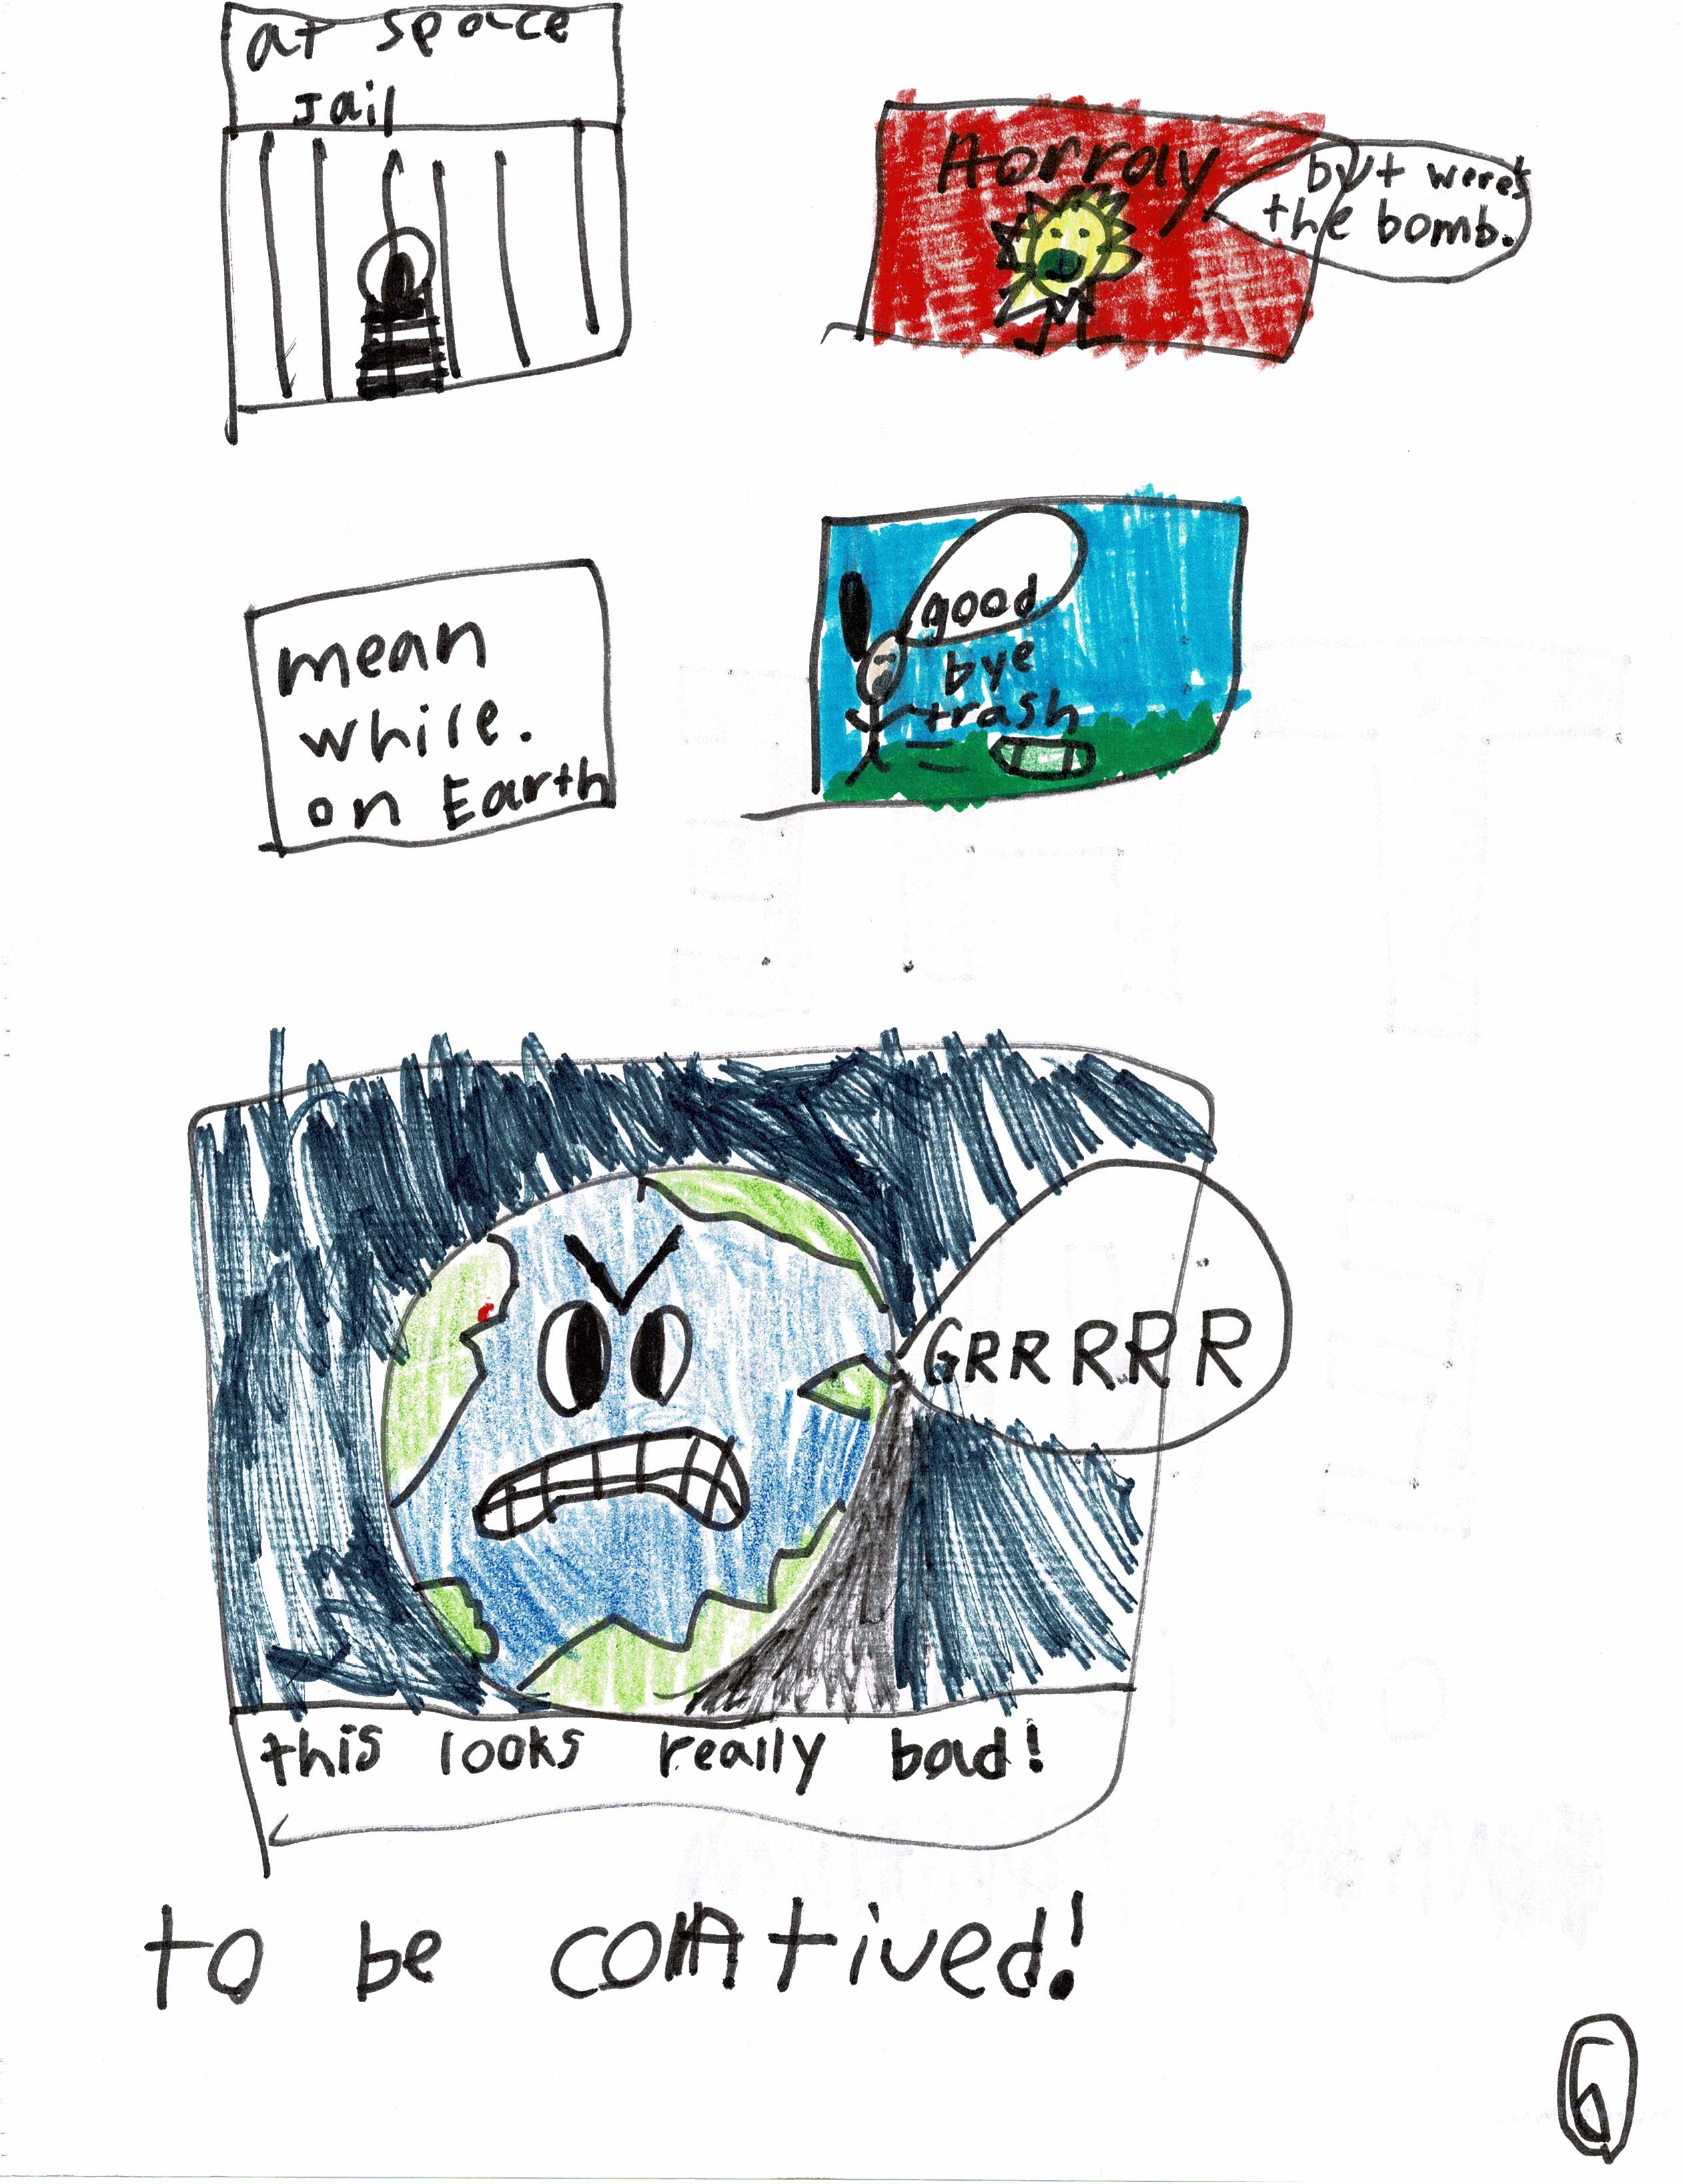 at space
Jail
Horray
byt were's
the bomb.
mean
while.
on Earth
good
bye
trash
GRRRRR
this looks really bad!
to be contived!
6